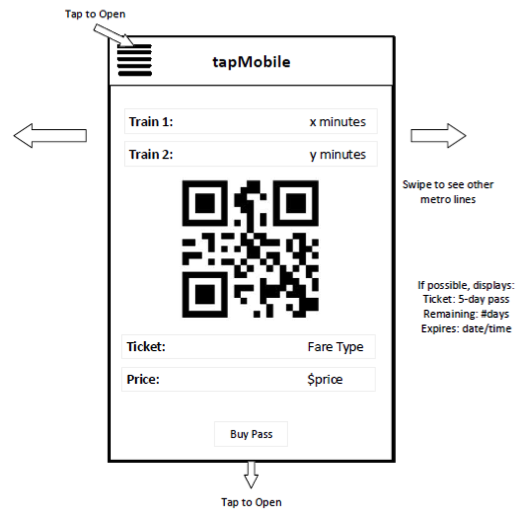 Tap to Open
tapMobile
Train 1: x minutes
Train 2: y minutes
Swipe to see other
metro lines
If possible, displays:
Ticket: 5-day pass
Remaining: #days
Expires: date/time
Ticket: Fare Type
Price: $price
Buy Pass
Tap to Open